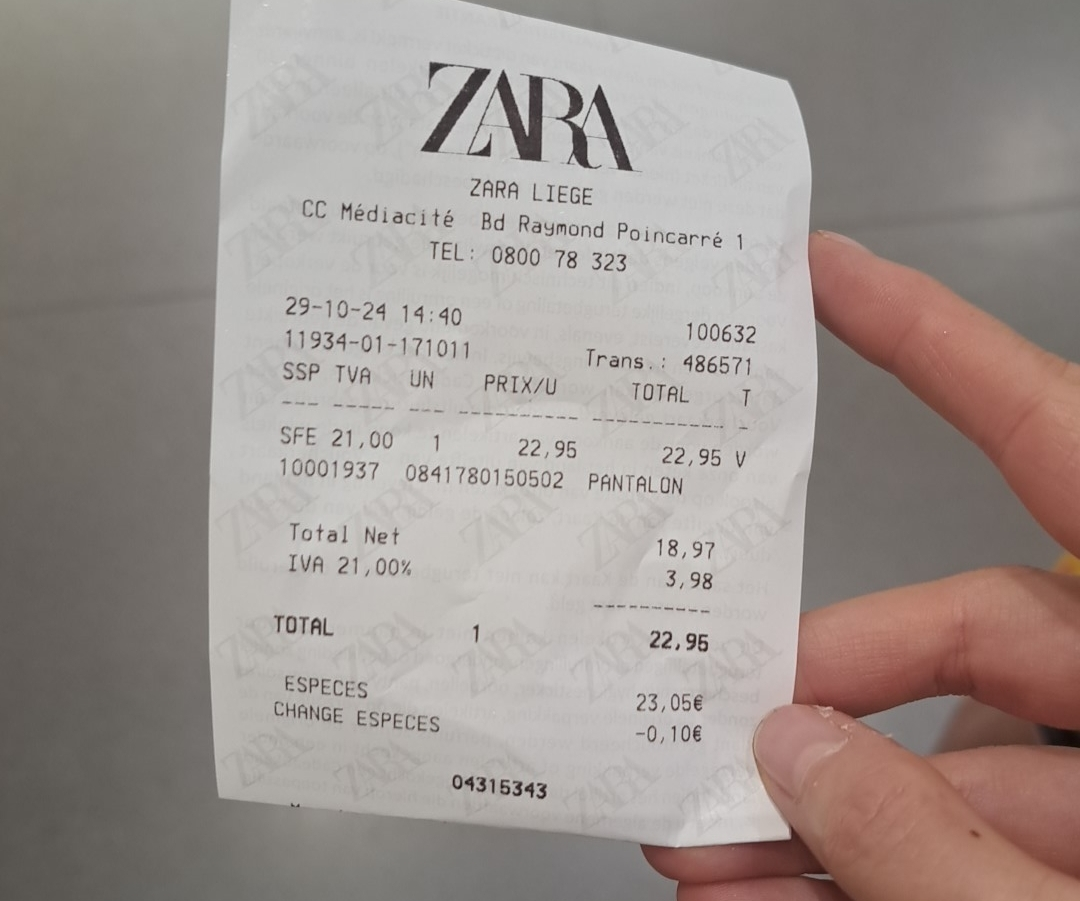 ZARA
ZARA LIEGE
CC Médiacité Bd Raymond Poincarré 1
TEL: 0800 78 323
29-10-24 14:40 100632
11934-01-171011 Trans.: 486571
SSP TVA UN PRIX/U TOTAL T
SFE 21,00 1 22,95 22,95 V
10001937 0841780150502 PANTALON
Total Net 18,97
IVA 21,00% 3,98
TOTAL 1 22,95
ESPECES 23,05€
CHANGE ESPECES -0,10€
04315343